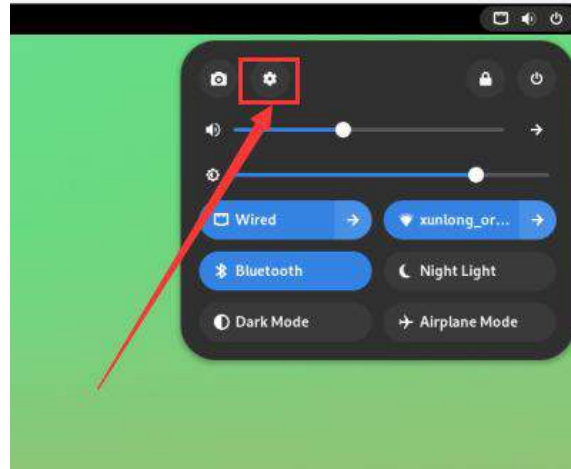 Wired
xunlong_or...
Bluetooth
Night Light
Dark Mode
Airplane Mode